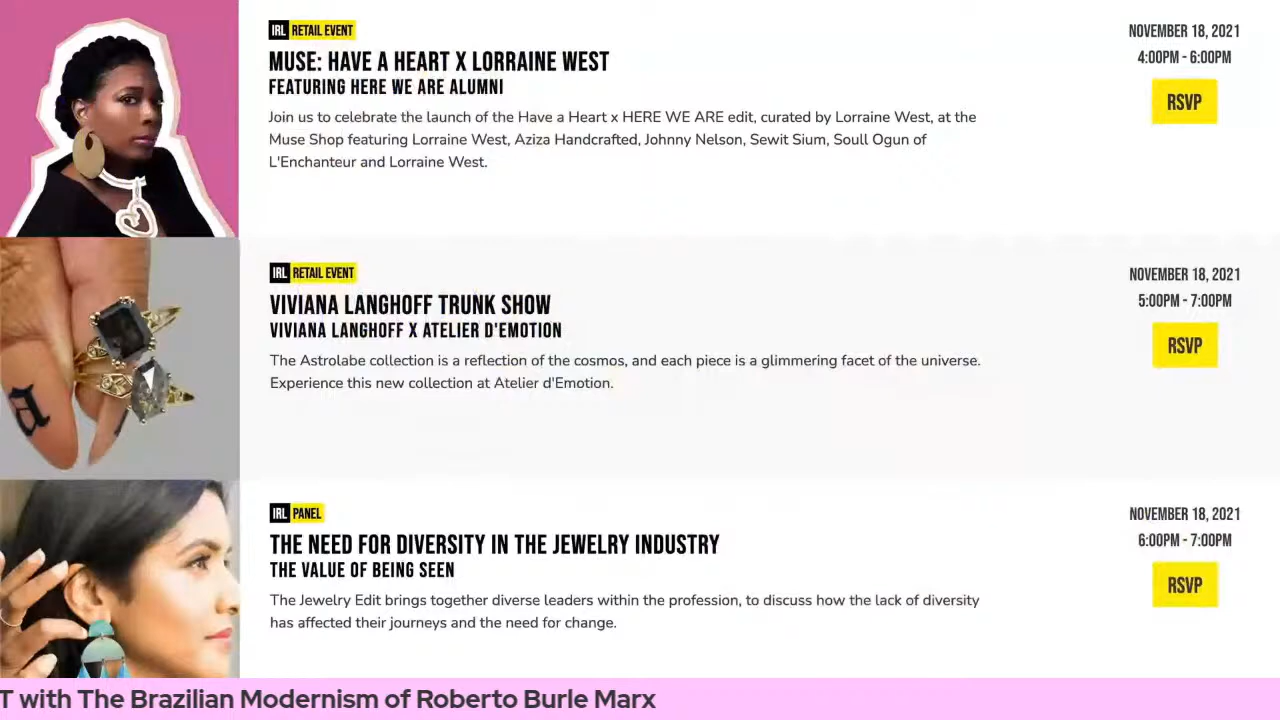 IRL RETAIL EVENT
MUSE: HAVE A HEART X LORRAINE WEST
FEATURING HERE WE ARE ALUMNI
Join us to celebrate the launch of the Have a Heart x HERE WE ARE edit, curated by Lorraine West, at the
Muse Shop featuring Lorraine West, Aziza Handcrafted, Johnny Nelson, Sewit Sium, Soull Ogun of
L'Enchanteur and Lorraine West.
NOVEMBER 18, 2021
4:00PM - 6:00PM
RSVP
IRL RETAIL EVENT
VIVIANA LANGHOFF TRUNK SHOW
VIVIANA LANGHOFF X ATELIER D'EMOTION
The Astrolabe collection is a reflection of the cosmos, and each piece is a glimmering facet of the universe.
Experience this new collection at Atelier d'Emotion.
NOVEMBER 18, 2021
5:00PM - 7:00PM
RSVP
a
IRL PANEL
THE NEED FOR DIVERSITY IN THE JEWELRY INDUSTRY
THE VALUE OF BEING SEEN
The Jewelry Edit brings together diverse leaders within the profession, to discuss how the lack of diversity
has affected their journeys and the need for change.
NOVEMBER 18, 2021
6:00PM - 7:00PM
RSVP
T with The Brazilian Modernism of Roberto Burle Marx